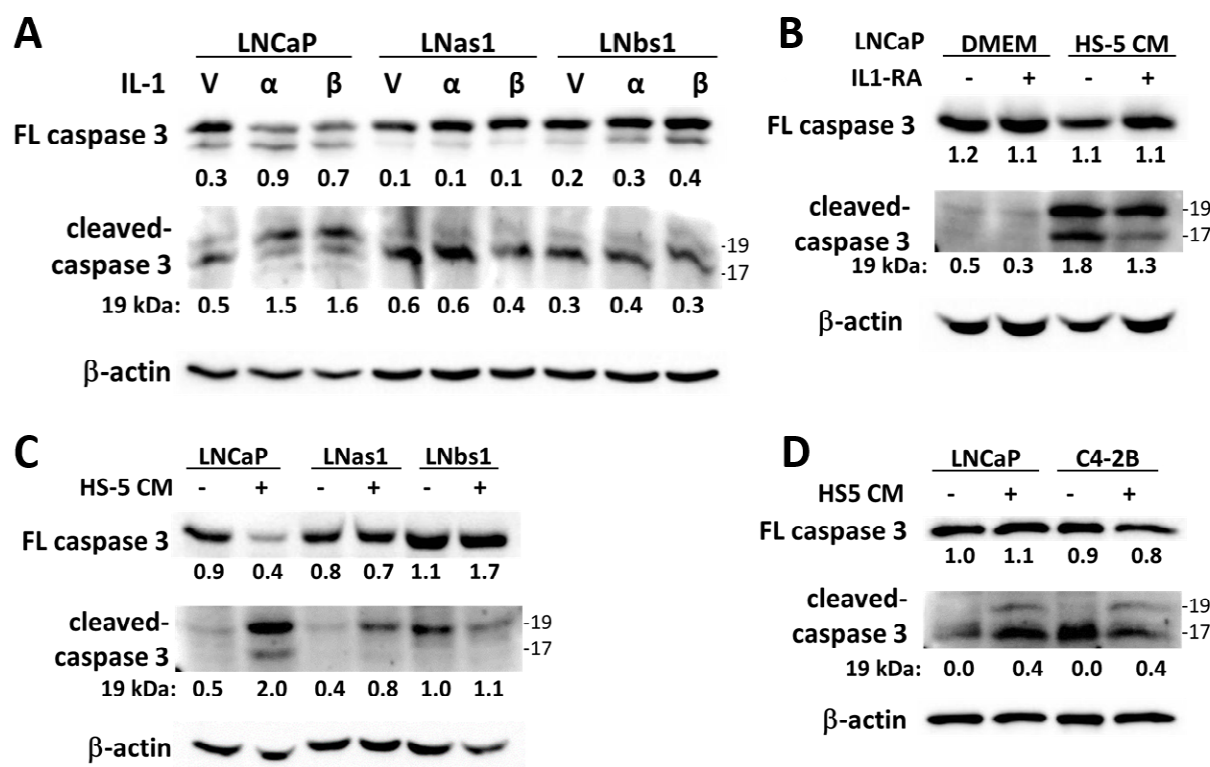 A
LNCaP LNas1 LNbs1
IL-1 V α β V α β V α β
FL caspase 3
0.3 0.9 0.7 0.1 0.1 0.1 0.2 0.3 0.4
cleaved-
caspase 3
-19
-17
19 kDa: 0.5 1.5 1.6 0.6 0.6 0.4 0.3 0.4 0.3
β-actin
B
LNCaP DMEM HS-5 CM
IL1-RA - + - +
FL caspase 3
1.2 1.1 1.1 1.1
cleaved-
caspase 3
-19
-17
19 kDa: 0.5 0.3 1.8 1.3
β-actin
C
LNCaP LNas1 LNbs1
HS-5 CM - + - + - +
FL caspase 3
0.9 0.4 0.8 0.7 1.1 1.7
cleaved-
caspase 3
-19
-17
19 kDa: 0.5 2.0 0.4 0.8 1.0 1.1
β-actin
D
LNCaP C4-2B
HS5 CM - + - +
FL caspase 3
1.0 1.1 0.9 0.8
cleaved-
caspase 3
-19
-17
19 kDa: 0.0 0.4 0.0 0.4
β-actin